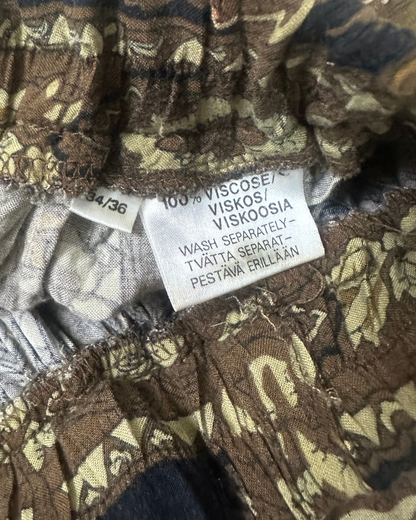 34/36
100% VISCOSE/
VISKOS/
VISKOOSIA
WASH SEPARATELY-
TVÄTTA SEPARAT-
PESTÄVÄ ERILLÄÄN